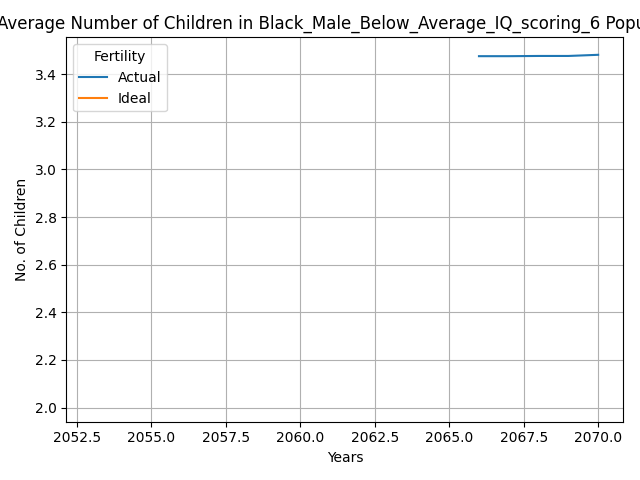 Average Number of Children in Black_Male_Below_Average_IQ_scoring_6 Popu
Fertility
Actual
Ideal
3.4
3.2
3.0
2.8
2.6
2.4
2.2
2.0
No. of Children
2052.5 2055.0 2057.5 2060.0 2062.5 2065.0 2067.5 2070.0
Years